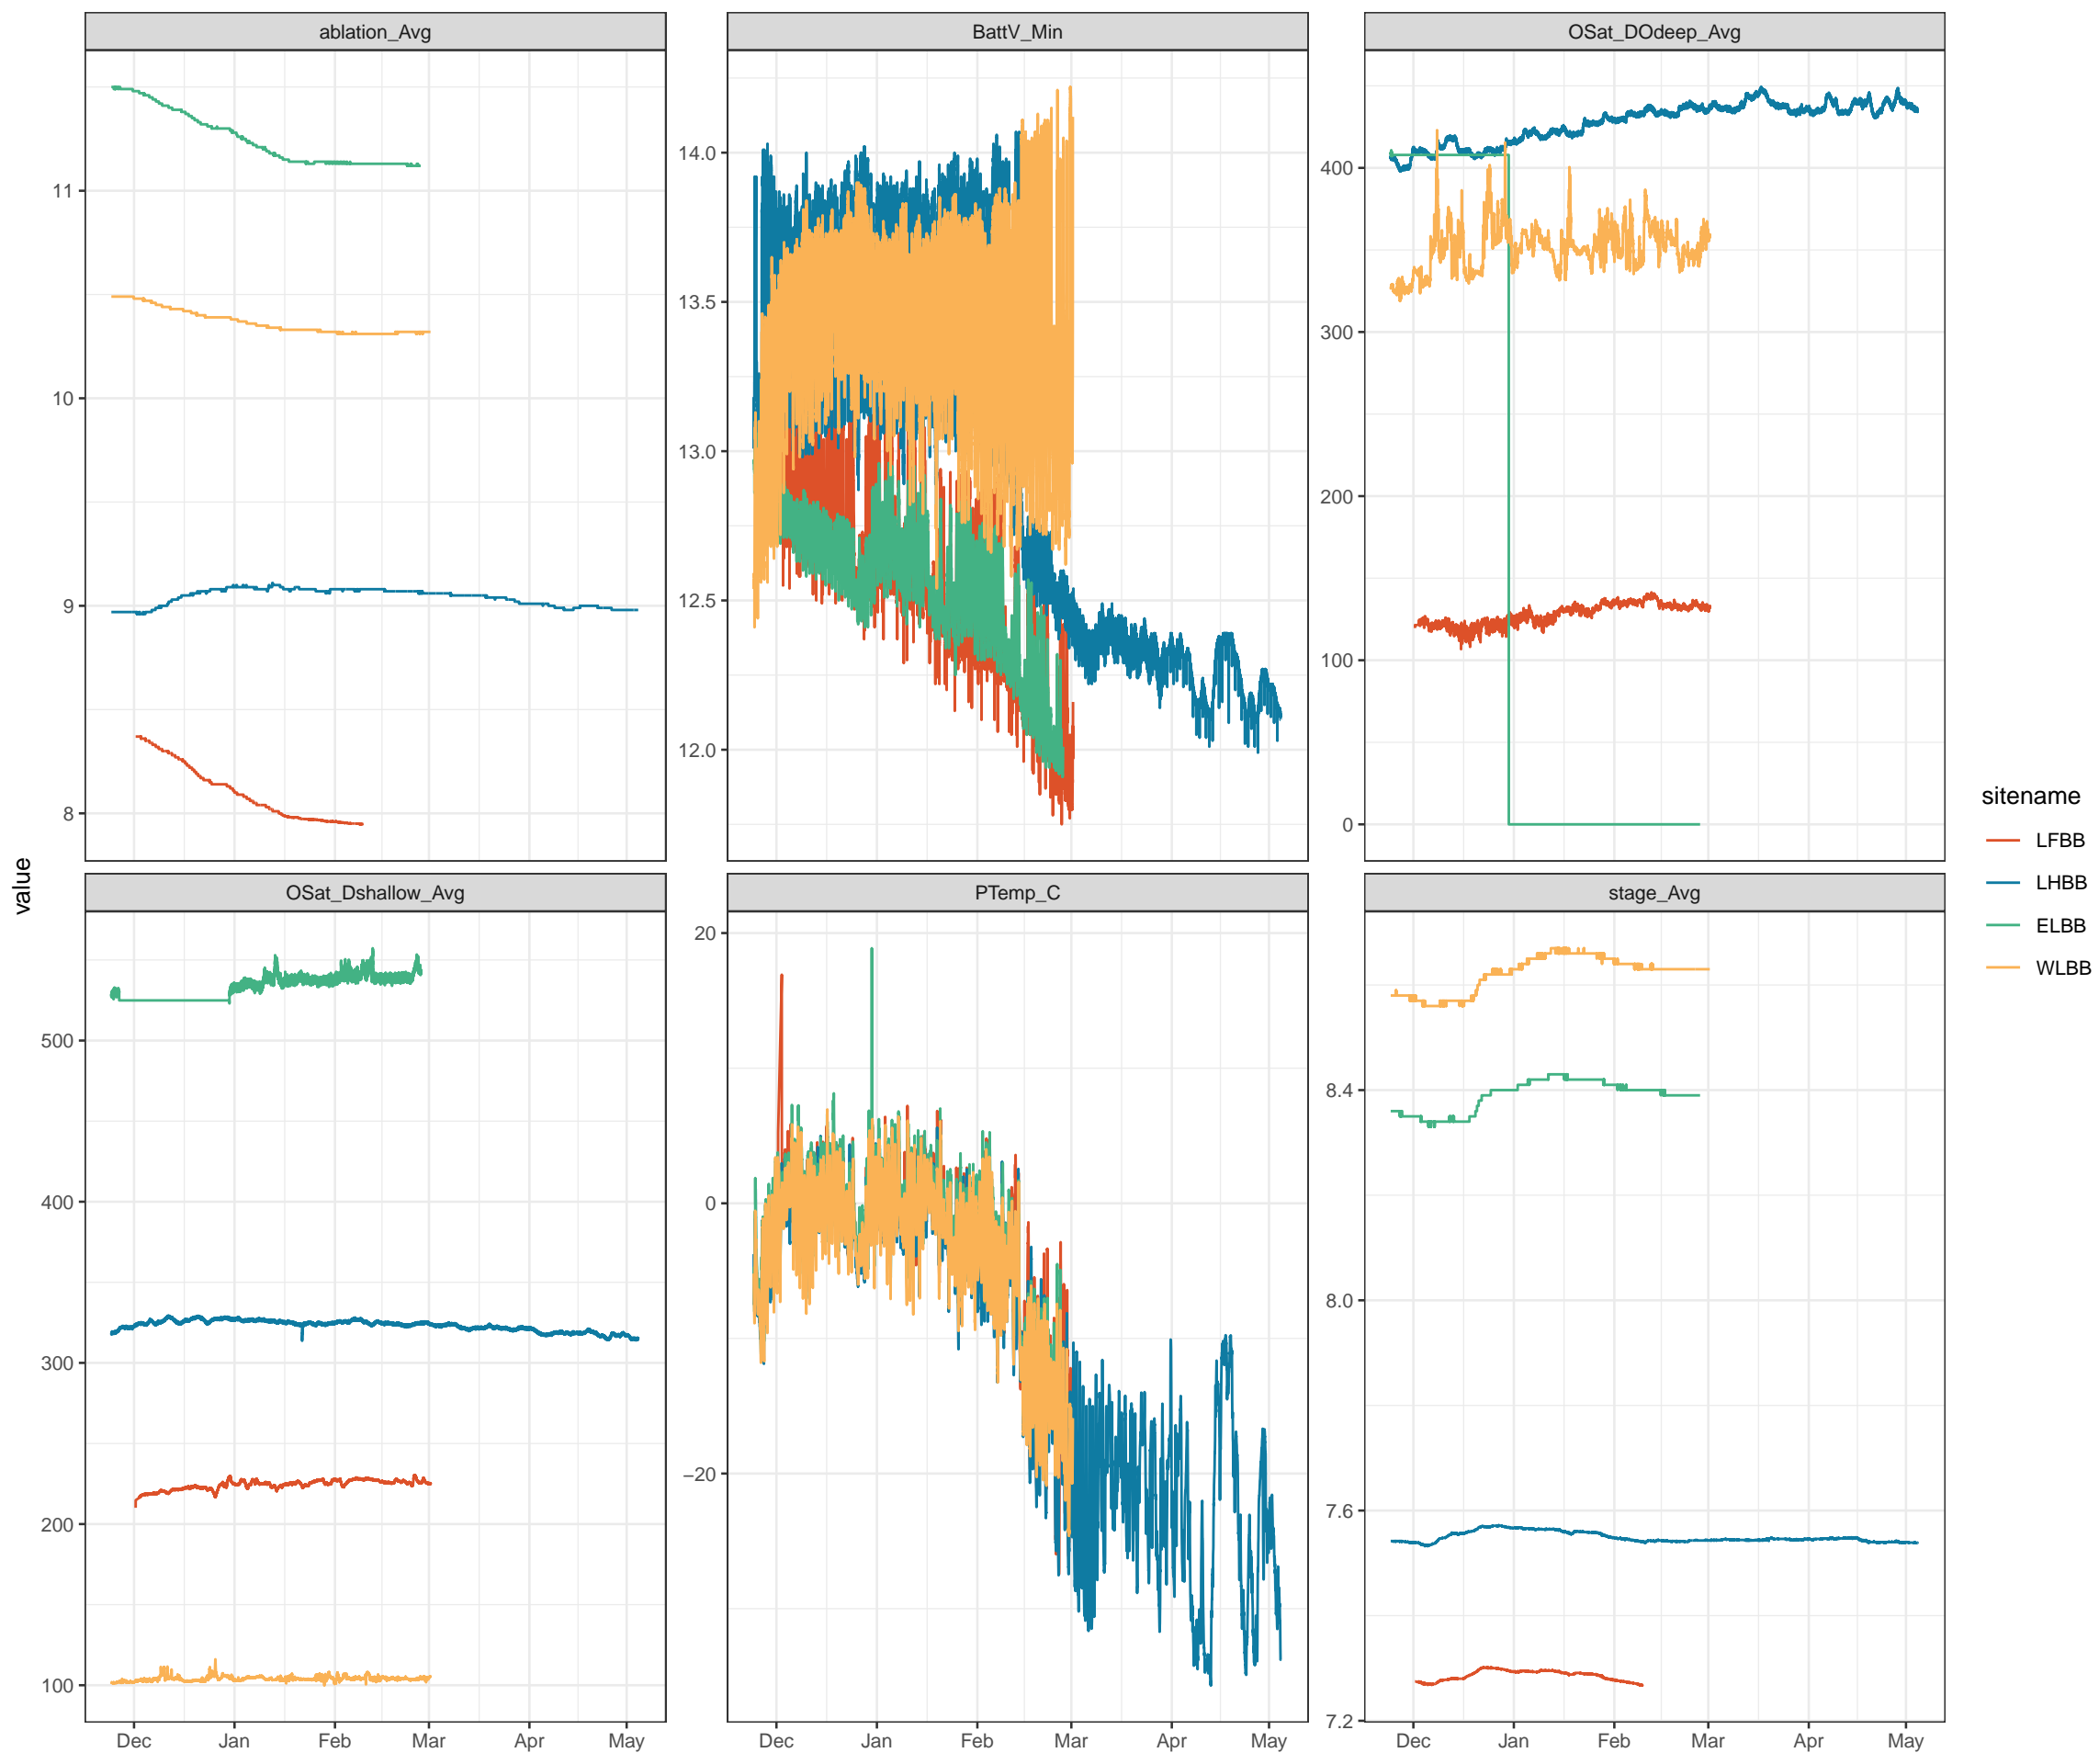 ablation_Avg
BattV_Min
OSat_DOdeep_Avg
11
10
9
8
14.0
13.5
13.0
12.5
12.0
400
300
200
100
0
value
OSat_Dshallow_Avg
PTemp_C
stage_Avg
500
400
300
200
100
20
0
−20
8.4
8.0
7.6
7.2
Dec Jan Feb Mar Apr May
Dec Jan Feb Mar Apr May
Dec Jan Feb Mar Apr May
sitename
LFBB
LHBB
ELBB
WLBB